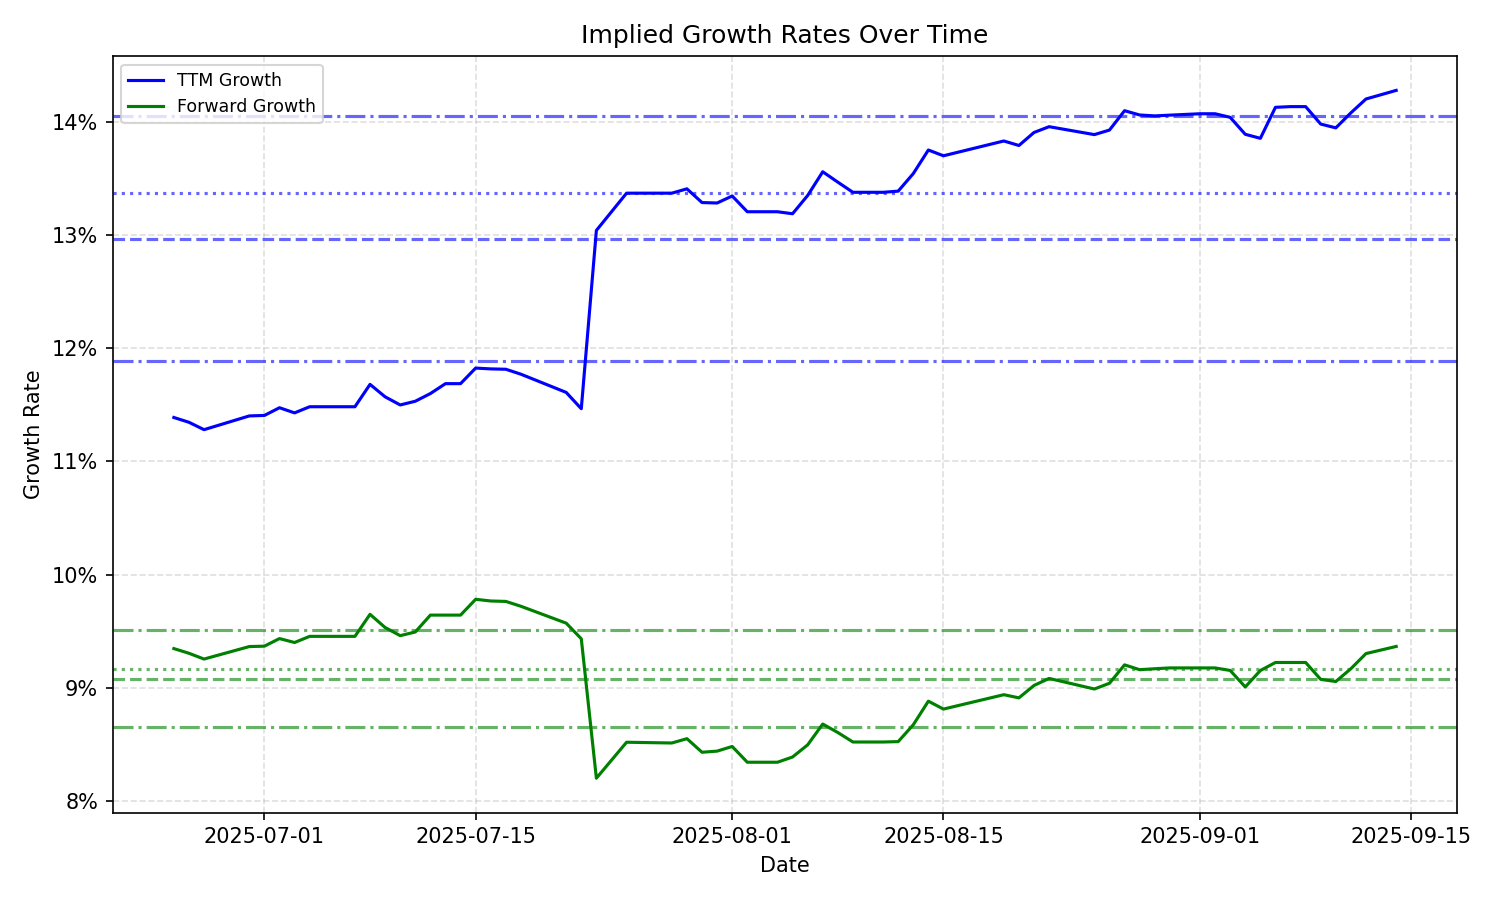 Implied Growth Rates Over Time
TTM Growth
Forward Growth
14%
13%
12%
11%
10%
9%
8%
Growth Rate
2025-07-01
2025-07-15
2025-08-01
2025-08-15
2025-09-01
2025-09-15
Date